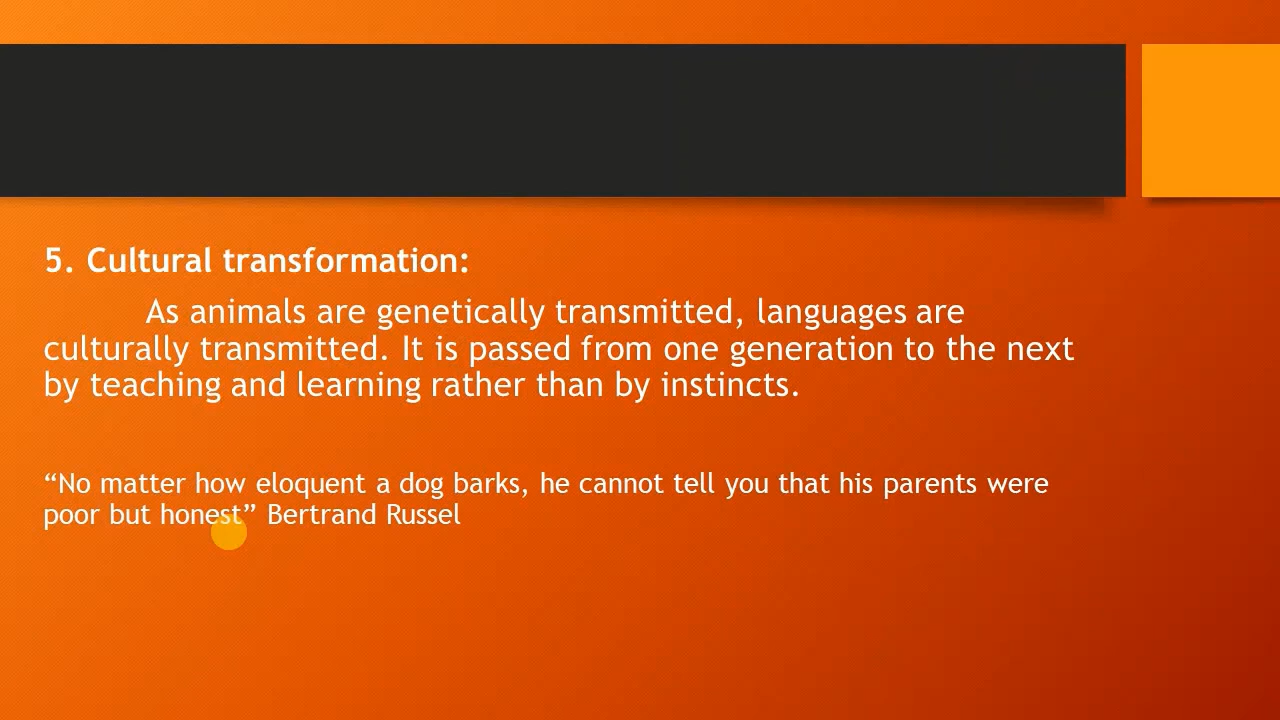 5. Cultural transformation:
As animals are genetically transmitted, languages are
culturally transmitted. It is passed from one generation to the next
by teaching and learning rather than by instincts.
“No matter how eloquent a dog barks, he cannot tell you that his parents were
poor but honest” Bertrand Russel